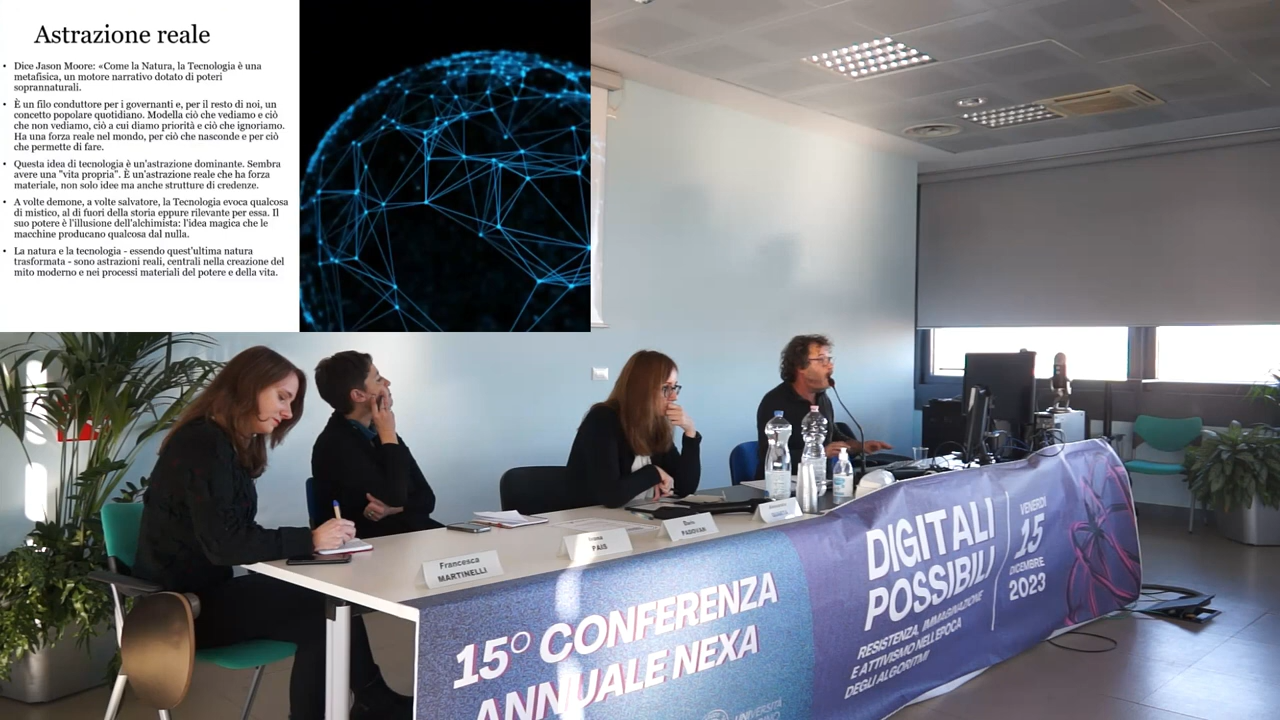 Astrazione reale
• Dice Jason Moore: «Come la Natura, la Tecnologia è una
metafisica, un motore narrativo dotato di poteri
soprannaturali.
• È un filo conduttore per i governanti e, per il resto di noi, un
concetto popolare quotidiano. Modella ciò che vediamo e ciò
che non vediamo, ciò a cui diamo priorità e ciò che ignoriamo.
Ha una forza reale nel mondo, per ciò che nasconde e per ciò
che permette di fare.
• Questa idea di tecnologia è un'astrazione dominante. Sembra
avere una "vita propria". È un'astrazione reale che ha forza
materiale, non solo idee ma anche strutture di credenze.
• A volte demone, a volte salvatore, la Tecnologia evoca qualcosa
di mistico, al di fuori della storia eppure rilevante per essa. Il
suo potere è l'illusione dell'alchimista: l'idea magica che le
macchine producano qualcosa dal nulla.
• La natura e la tecnologia - essendo quest'ultima natura
trasformata - sono astrazioni reali, centrali nella creazione del
mito moderno e nei processi materiali del potere e della vita.
Francesca
MARTINELLI
PAIS
PADOVAN
15° CONFERENZA
ANNUALE NEXA
DIGITALI
POSSIBILI
RESISTENZA, IMMAGINAZIONE
E ATTIVISMO NELL'EPOCA
DEGLI ALGORITMI
VENERDÌ
15
DICEMBRE
2023
UNIVERSITÀ